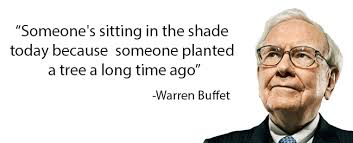 “Someone's sitting in the shade
today because someone planted
a tree a long time ago”
-Warren Buffet